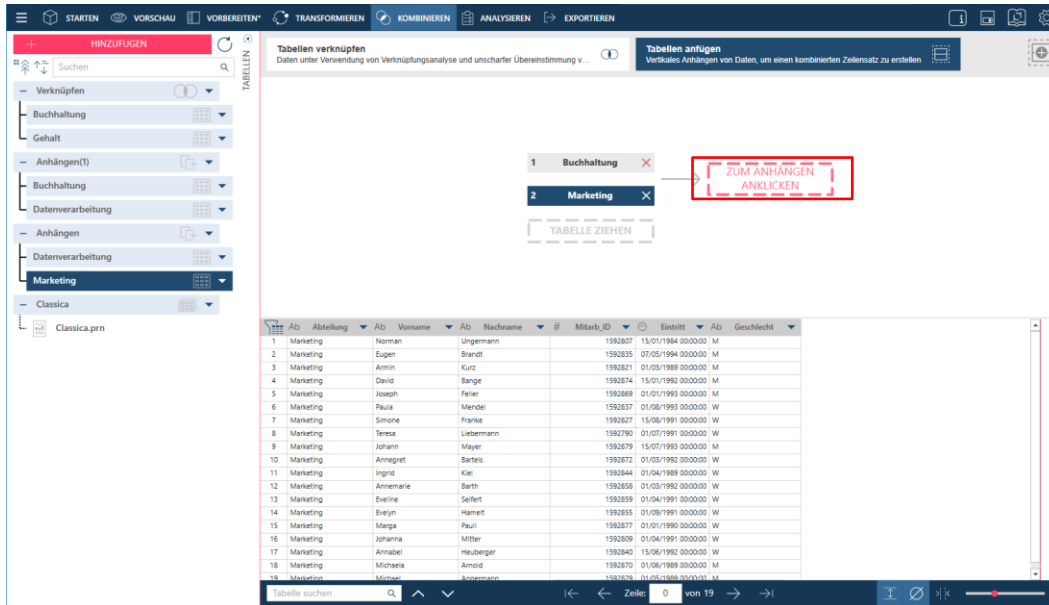 STARTEN VORSCHAU VORBEREITEN* TRANSFORMIEREN KOMBINIEREN ANALYSIEREN EXPORTIEREN
+ HINZUFÜGEN
Suchen
TABELLEN
– Verknüpfen
Buchhaltung
Gehalt
– Anhängen(1)
Buchhaltung
Datenverarbeitung
– Anhängen
Datenverarbeitung
Marketing
– Classica
Classica.prn
Tabellen verknüpfen
Daten unter Verwendung von Verknüpfungsanalyse und unscharfer Übereinstimmung v...
Tabellen anfügen
Vertikales Anhängen von Daten, um einen kombinierten Zeilensatz zu erstellen
1 Buchhaltung
2 Marketing
TABELLE ZIEHEN
ZUM ANHÄNGEN
ANKLICKEN
Ab Abteilung Ab Vorname Ab Nachname # Mitarb_ID Eintritt Ab Geschlecht
1 Marketing Norman Ungermann 1592807 15/01/1984 00:00:00 M
2 Marketing Eugen Brandt 1592835 07/05/1994 00:00:00 M
3 Marketing Armin Kurz 1592821 01/03/1989 00:00:00 M
4 Marketing David Bange 1592874 15/01/1992 00:00:00 M
5 Marketing Joseph Feller 1592869 01/01/1993 00:00:00 M
6 Marketing Paula Mendel 1592837 01/08/1993 00:00:00 W
7 Marketing Simone Franke 1592827 15/08/1991 00:00:00 W
8 Marketing Teresa Liebermann 1592790 01/07/1991 00:00:00 W
9 Marketing Johann Mayer 1592879 15/07/1993 00:00:00 M
10 Marketing Annegret Bartels 1592872 01/03/1992 00:00:00 W
11 Marketing Ingrid Kiel 1592844 01/04/1989 00:00:00 W
12 Marketing Annemarie Barth 1592858 01/03/1992 00:00:00 W
13 Marketing Eveline Seifert 1592859 01/04/1991 00:00:00 W
14 Marketing Evelyn Hamelt 1592855 01/09/1991 00:00:00 W
15 Marketing Marga Pauli 1592877 01/01/1990 00:00:00 W
16 Marketing Johanna Mitter 1592809 01/04/1991 00:00:00 W
17 Marketing Annabel Heuberger 1592840 15/06/1992 00:00:00 W
18 Marketing Michaela Arnold 1592870 01/06/1989 00:00:00 M
19 Marketing Michael Annemann 1592829 01/05/1989 00:00:00 M
Tabelle suchen Zeile: 0 von 19